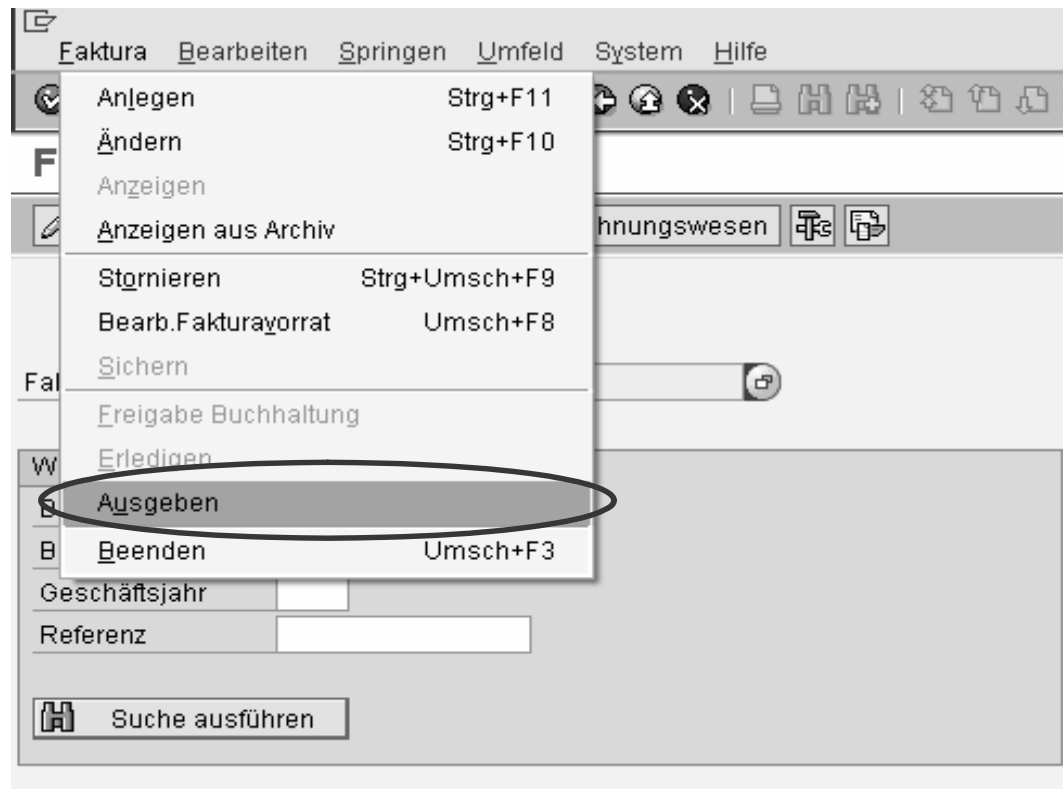 Faktura Bearbeiten Springen Umfeld System Hilfe
Anlegen Strg+F11
Ändern Strg+F10
F
Anzeigen
Anzeigen aus Archiv
hnungswesen
Stornieren Strg+Umsch+F9
Bearb.Fakturavorrat Umsch+F8
Sichern
Fal
Freigabe Buchhaltung
Erledigen
W
Ausgeben
B
Beenden Umsch+F3
Geschäftsjahr
Referenz
Suche ausführen